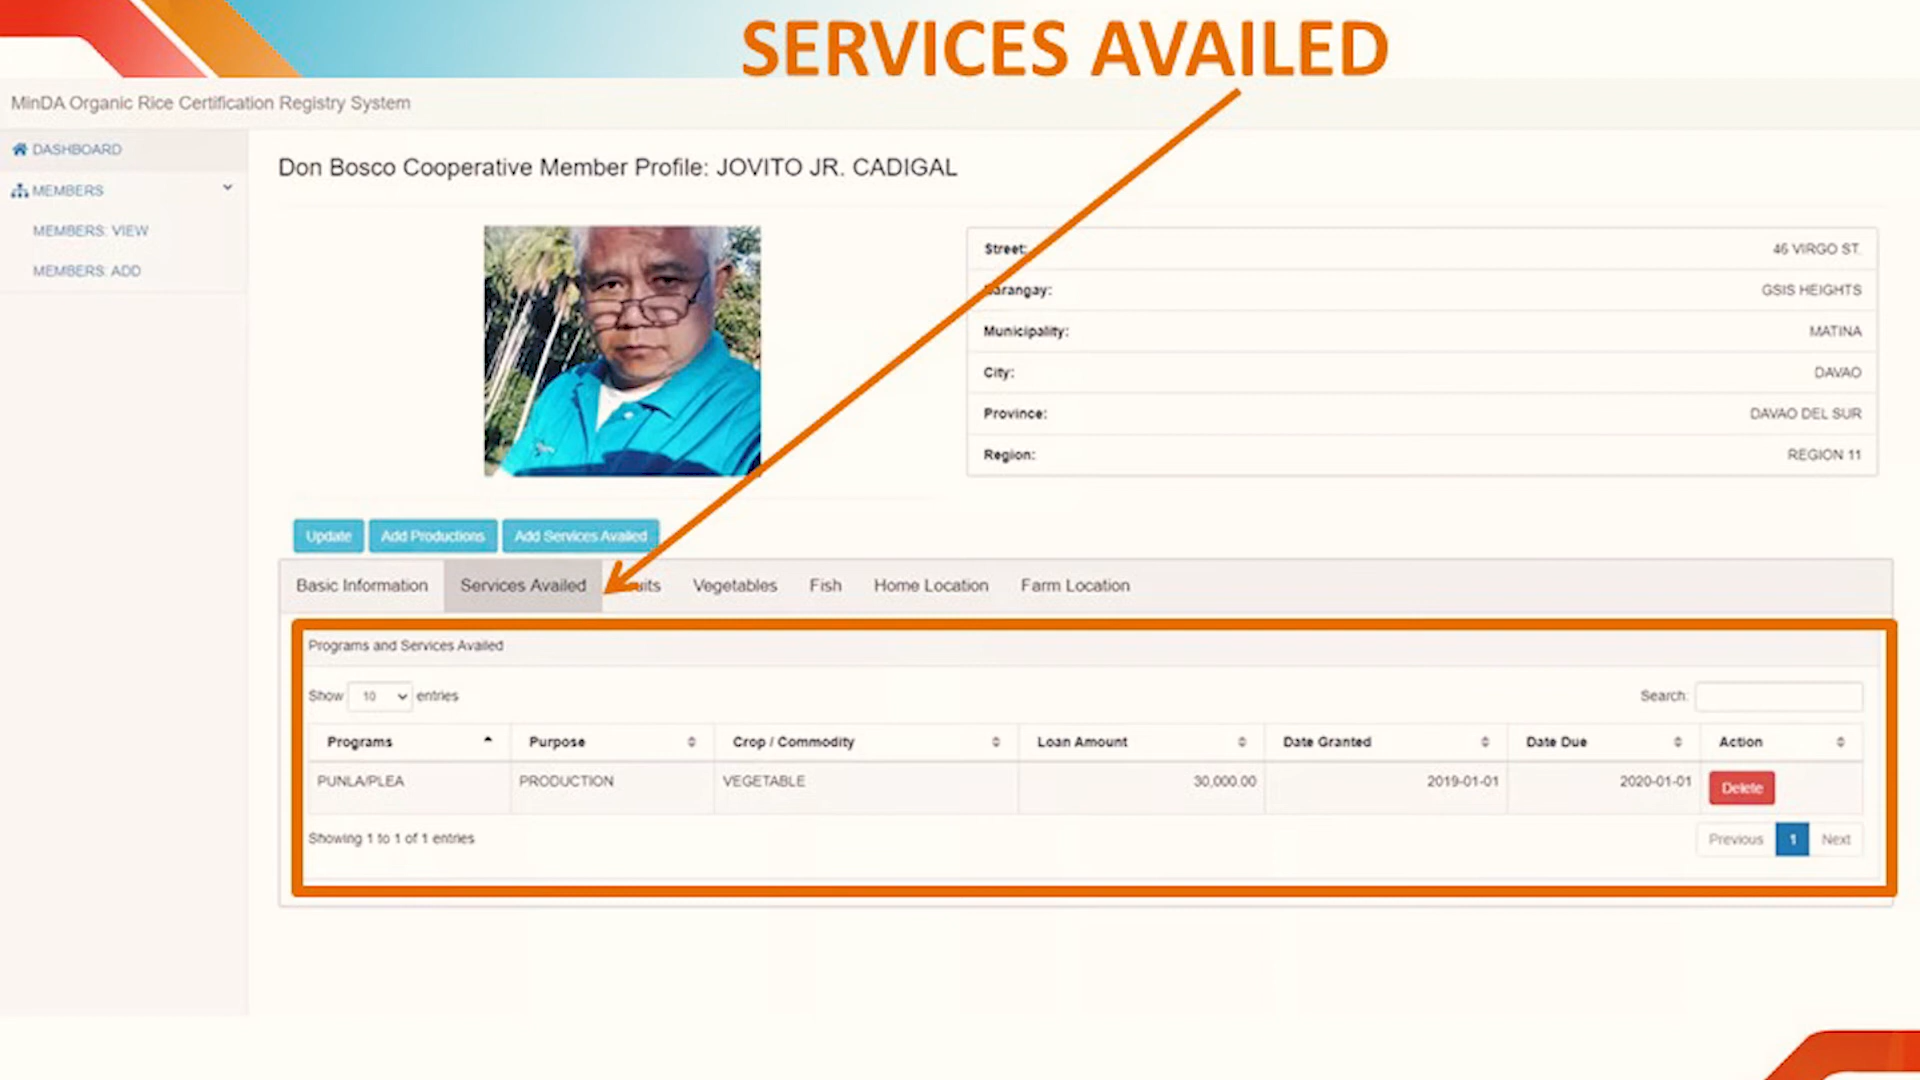 SERVICES AVAILED
MinDA Organic Rice Certification Registry System
DASHBOARD
MEMBERS
MEMBERS: VIEW
MEMBERS: ADD
Don Bosco Cooperative Member Profile: JOVITO JR. CADIGAL
Street: 46 VIRGO ST.
GSIS HEIGHTS
Municipality: MATINA
City: DAVAO
Province: DAVAO DEL SUR
Region: REGION 11
Update Add Productions Add Services Availed
Basic Information Services Availed Vegetables Fish Home Location Farm Location
Programs and Services Availed
Show 10 entries Search:
Programs Purpose Crop / Commodity Loan Amount Date Granted Date Due Action
PUNLA/PLEA PRODUCTION VEGETABLE 30,000.00 2019-01-01 2020-01-01 Delete
Showing 1 to 1 of 1 entries Previous 1 Next